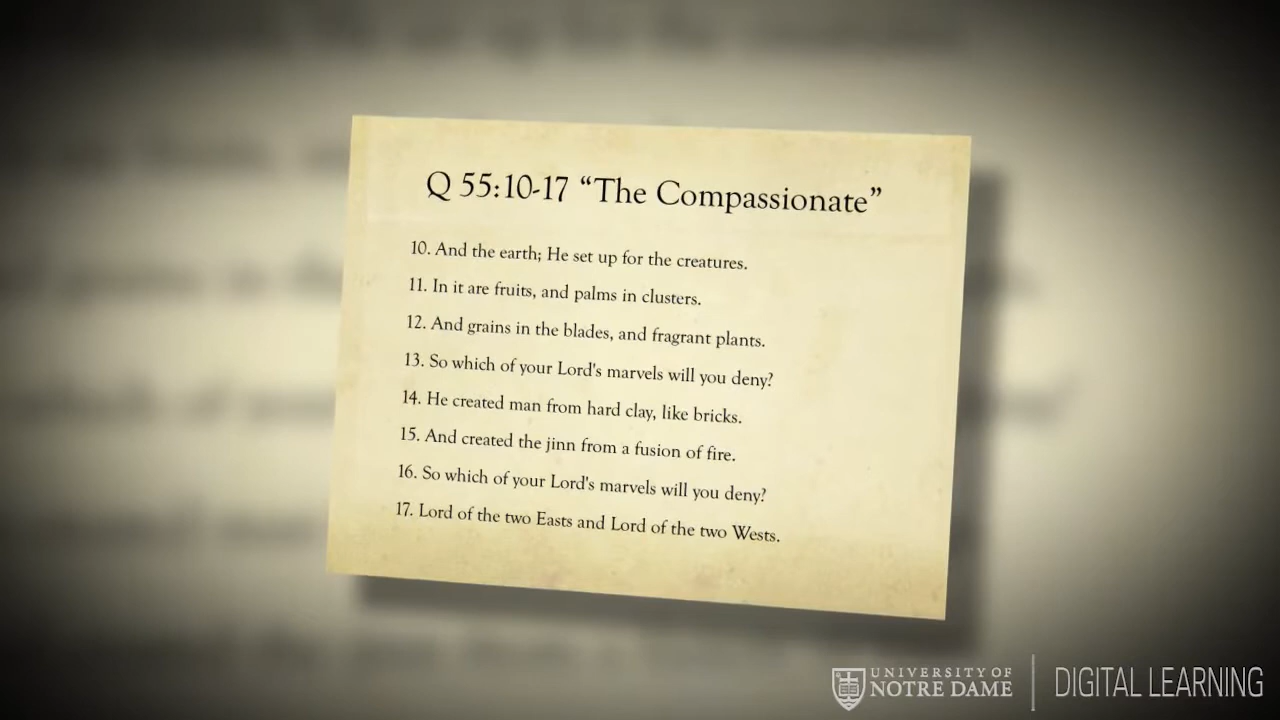 Q 55:10-17 “The Compassionate”
10. And the earth; He set up for the creatures.
11. In it are fruits, and palms in clusters.
12. And grains in the blades, and fragrant plants.
13. So which of your Lord's marvels will you deny?
14. He created man from hard clay, like bricks.
15. And created the jinn from a fusion of fire.
16. So which of your Lord's marvels will you deny?
17. Lord of the two Easts and Lord of the two Wests.
UNIVERSITY OF
NOTRE DAME
DIGITAL LEARNING